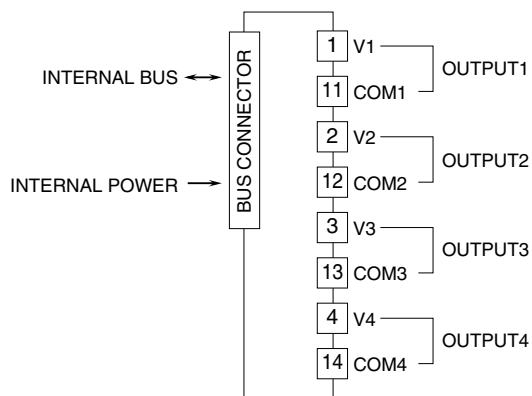 INTERNAL BUS
INTERNAL POWER
BUS CONNECTOR
1 V1
11 COM1
OUTPUT1
2 V2
12 COM2
OUTPUT2
3 V3
13 COM3
OUTPUT3
4 V4
14 COM4
OUTPUT4